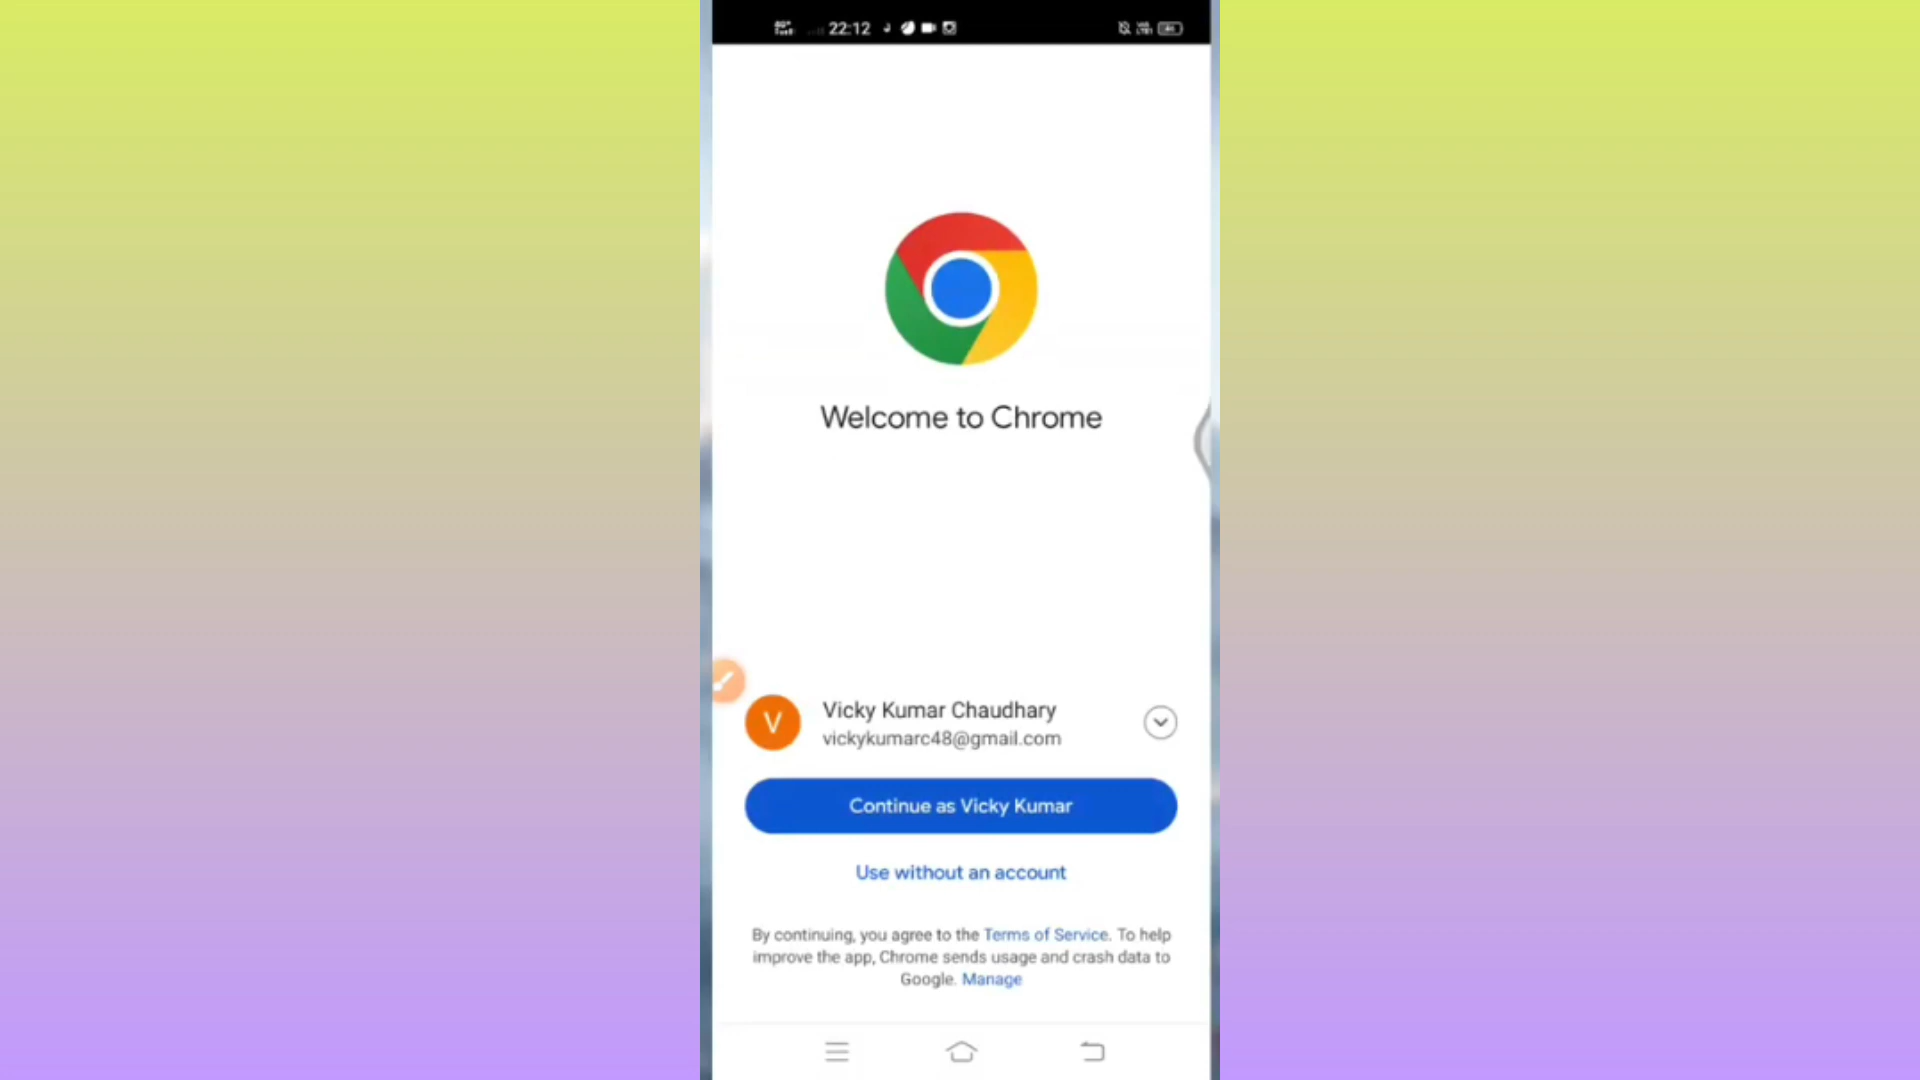 22:12
Welcome to Chrome
V
Vicky Kumar Chaudhary
vickykumarc48@gmail.com
Continue as Vicky Kumar
Use without an account
By continuing, you agree to the Terms of Service. To help
improve the app, Chrome sends usage and crash data to
Google. Manage